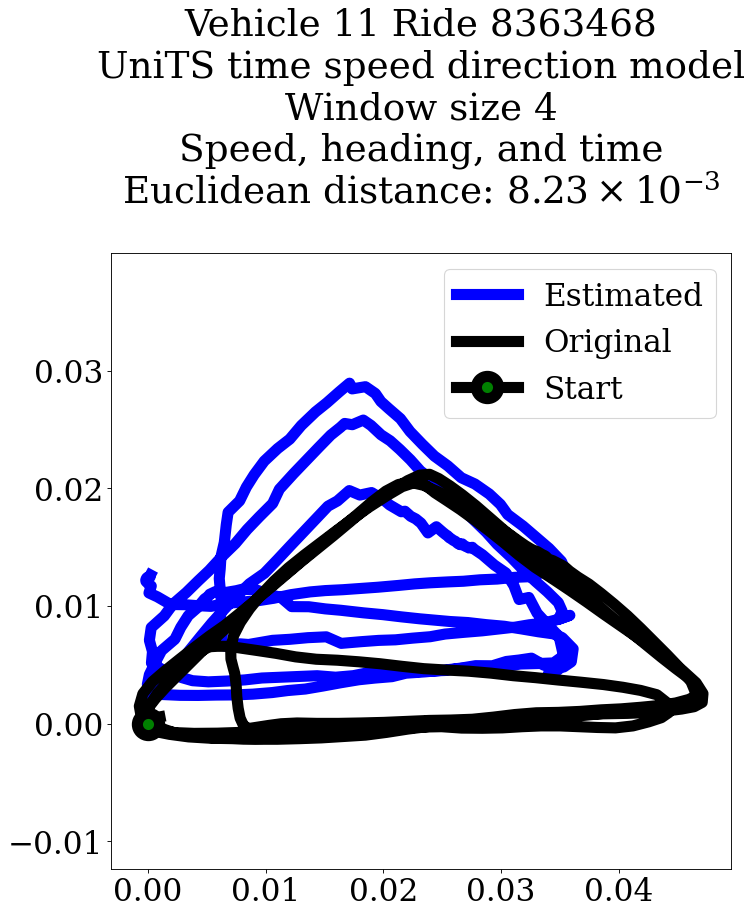 Vehicle 11 Ride 8363468
UniTS time speed direction model
Window size 4
Speed, heading, and time
Euclidean distance: 8.23 × 10⁻³
Estimated
Original
Start
0.03
0.02
0.01
0.00
−0.01
0.00 0.01 0.02 0.03 0.04